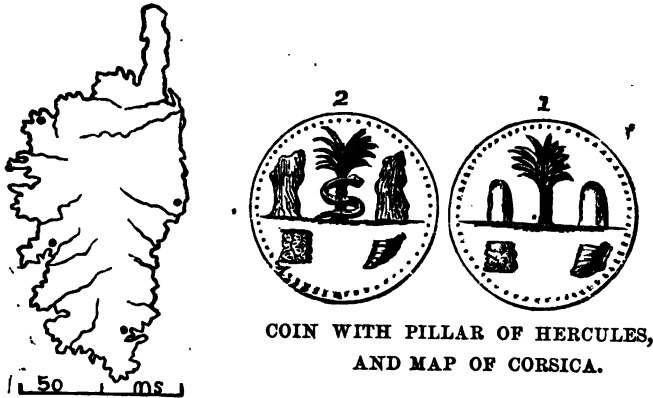 2 1
COIN WITH PILLAR OF HERCULES,
AND MAP OF CORSICA.
50 ms